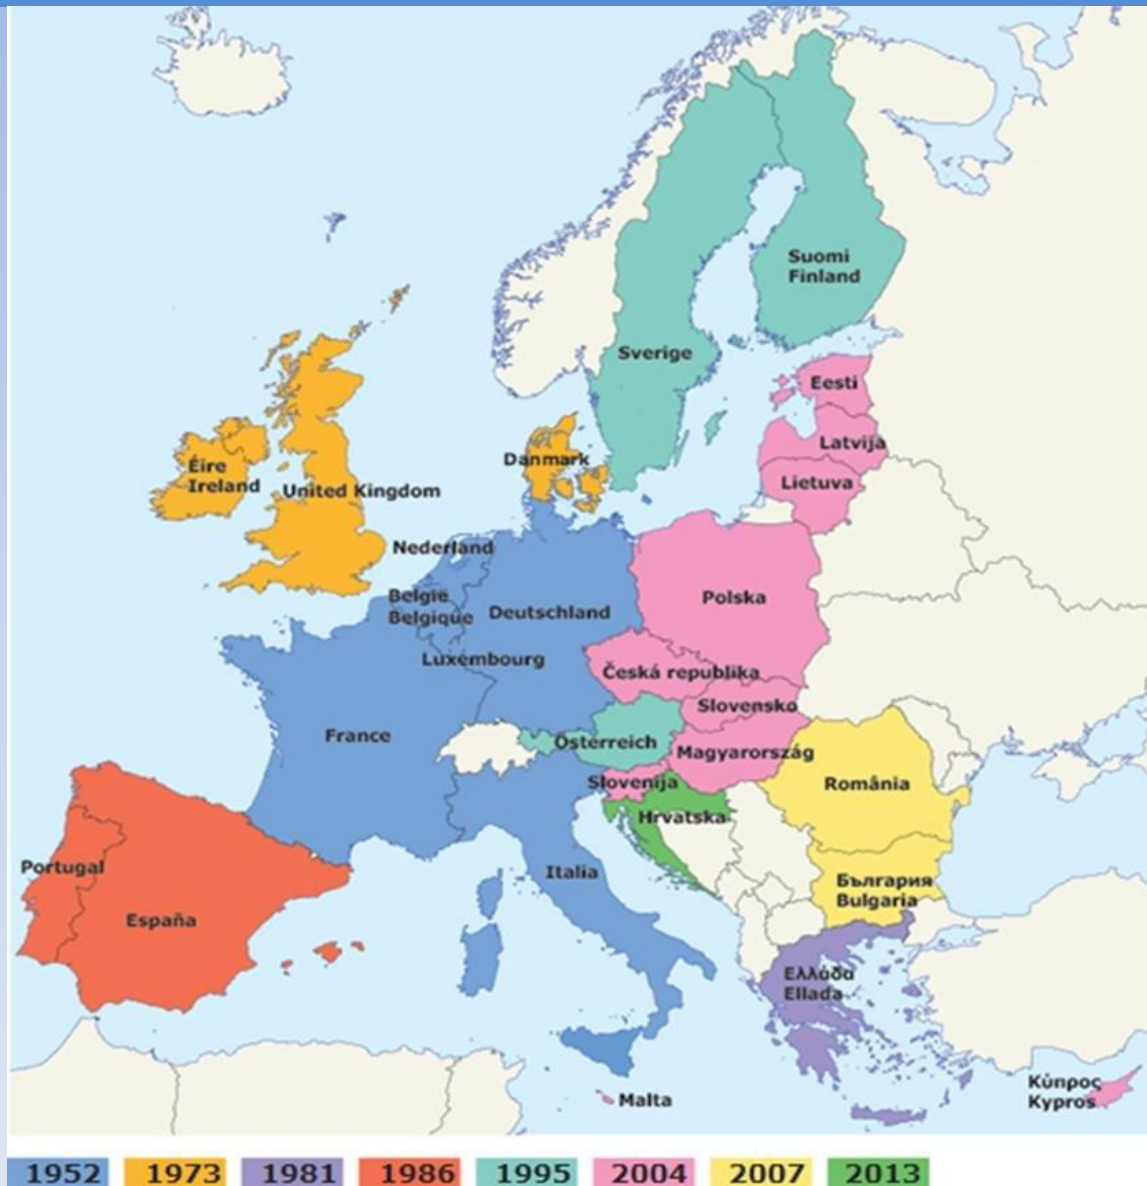 Suomi
Finland
Sverige
Eesti
Latvija
Lietuva
Danmark
Éire
Ireland
United Kingdom
Nederland
België
Belgique
Deutschland
Polska
Luxembourg
Česká republika
Slovensko
France
Österreich
Magyarország
Slovenija
România
Hrvatska
Portugal
Italia
България
Bulgaria
España
Ελλάδα
Ellada
Κύπρος
Kypros
Malta
1952 1973 1981 1986 1995 2004 2007 2013